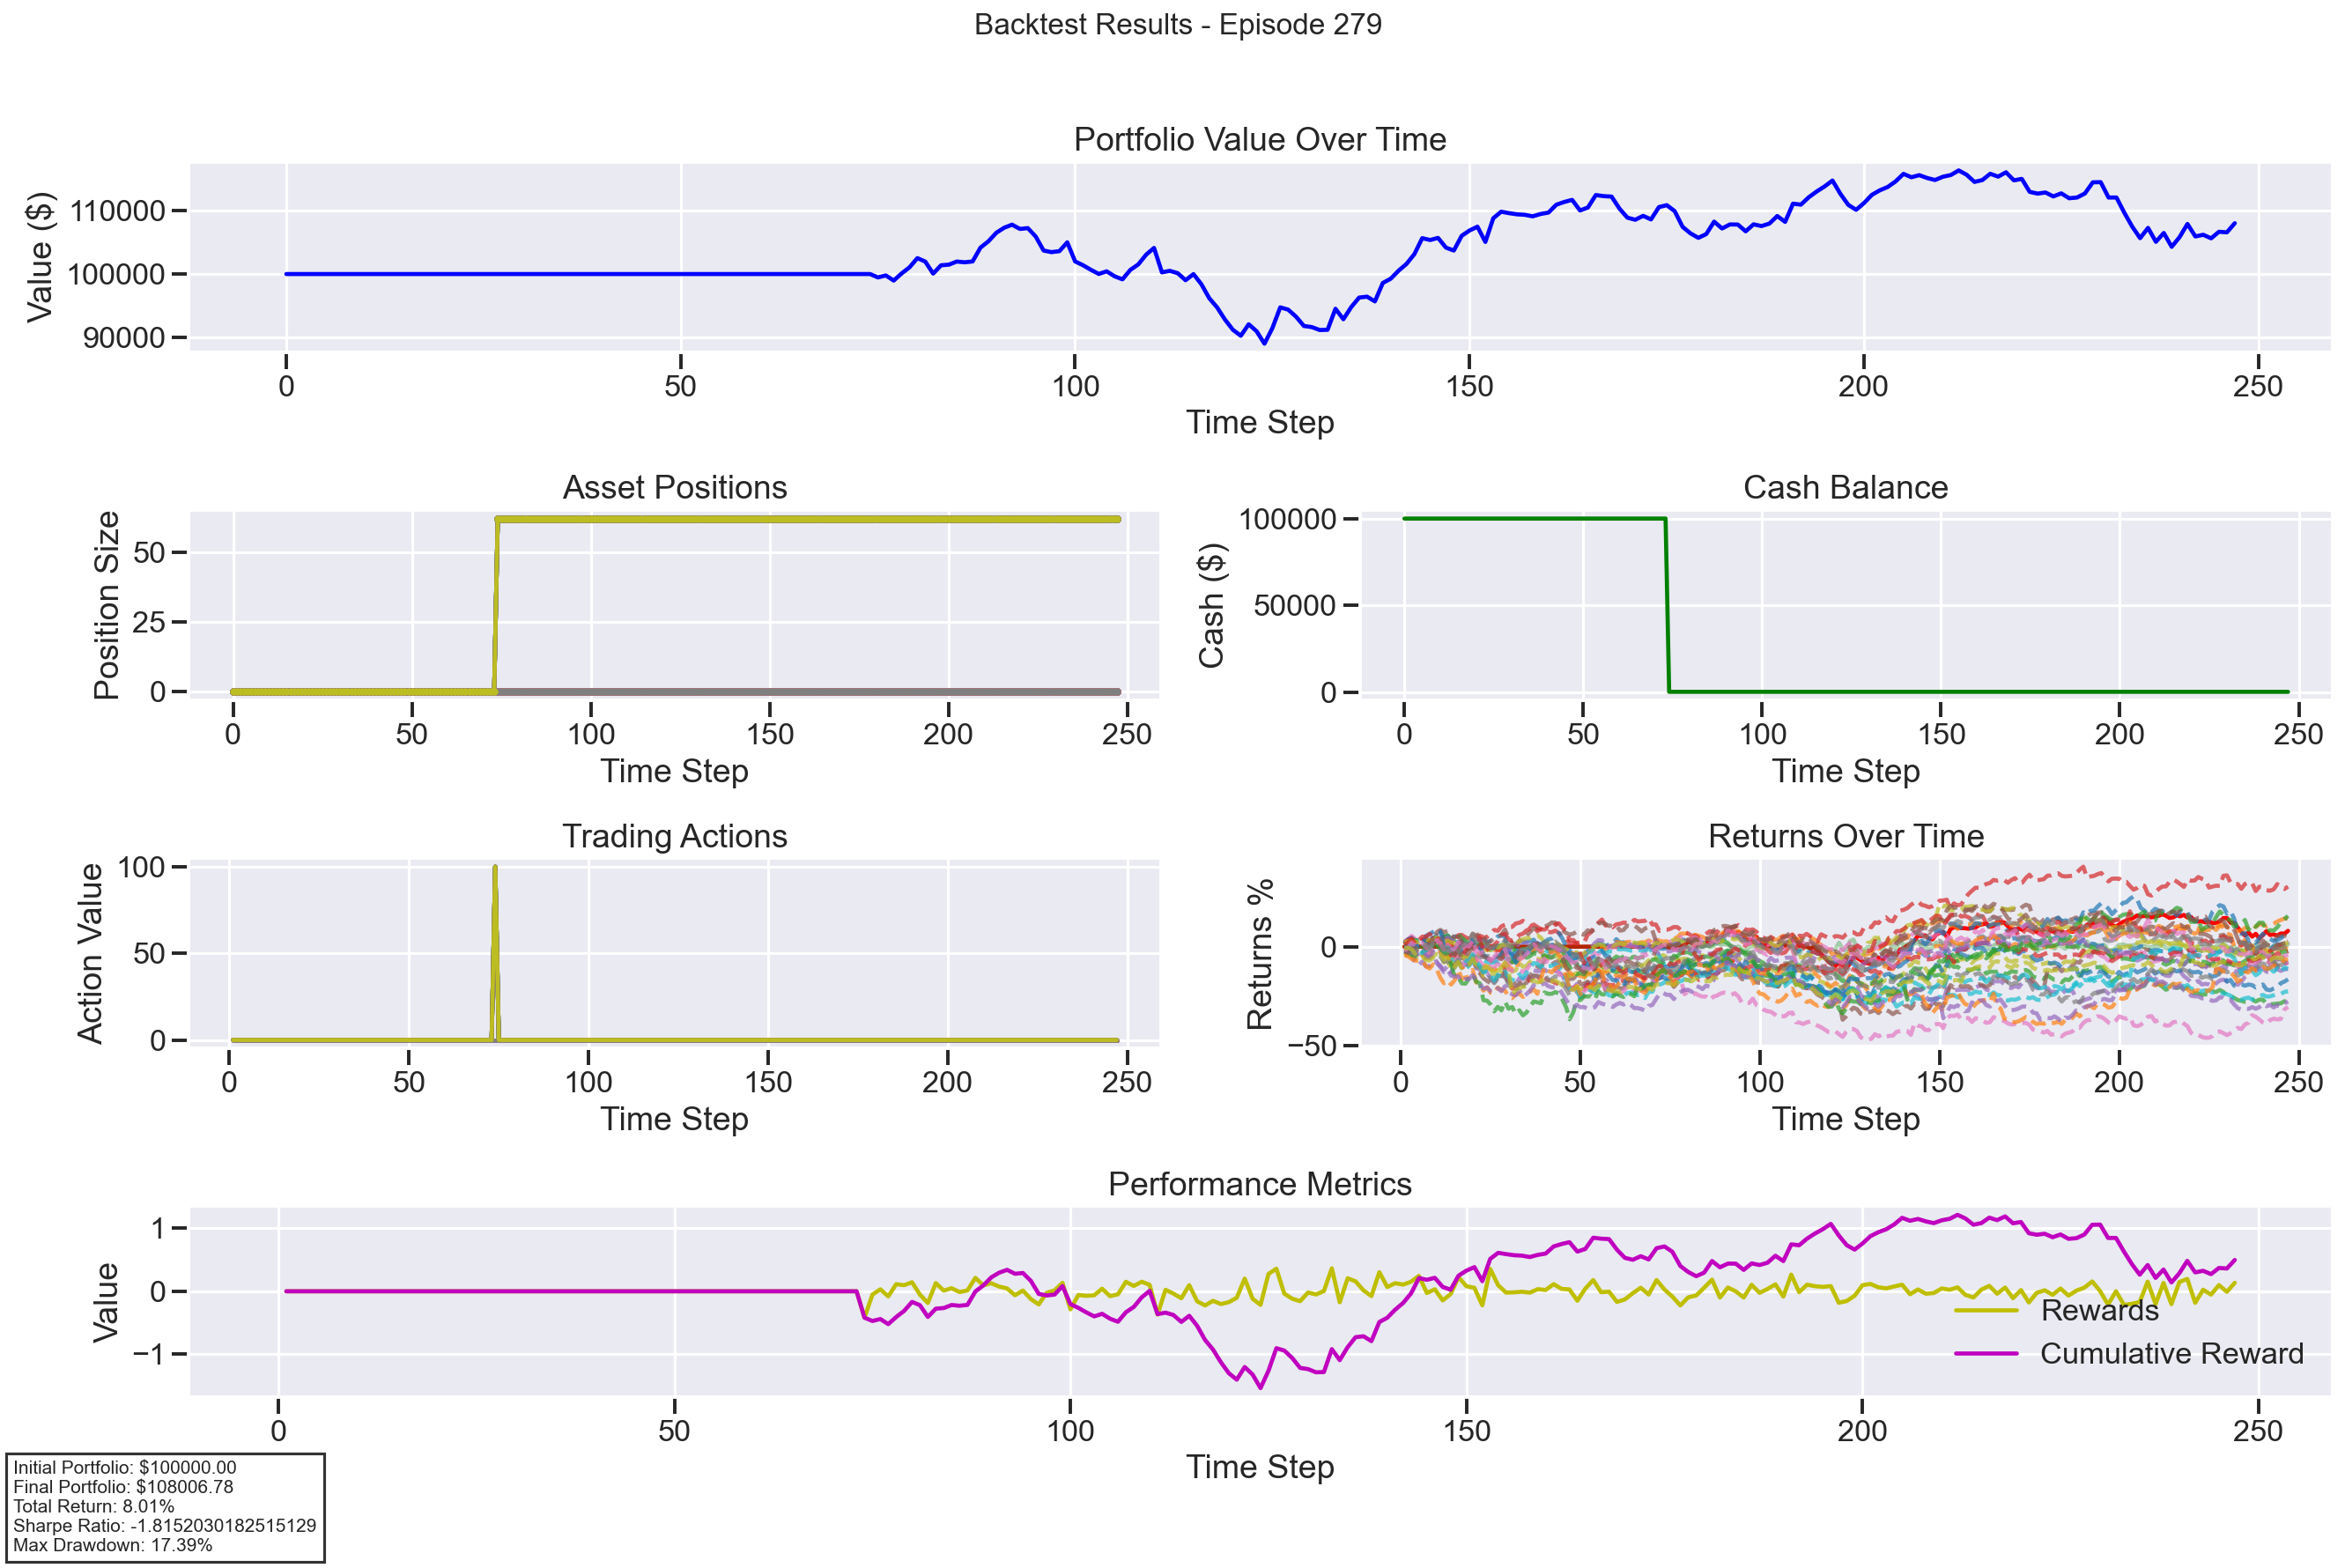 Backtest Results - Episode 279
Portfolio Value Over Time
Value ($)
110000
100000
90000
0 50 100 150 200 250
Time Step
Asset Positions
Position Size
50
25
0
0 50 100 150 200 250
Time Step
Cash Balance
Cash ($)
100000
50000
0
0 50 100 150 200 250
Time Step
Trading Actions
Action Value
100
50
0
0 50 100 150 200 250
Time Step
Returns Over Time
Returns %
0
−50
0 50 100 150 200 250
Time Step
Performance Metrics
Value
1
0
−1
Rewards
Cumulative Reward
0 50 100 150 200 250
Time Step
Initial Portfolio: $100000.00
Final Portfolio: $108006.78
Total Return: 8.01%
Sharpe Ratio: -1.8152030182515129
Max Drawdown: 17.39%